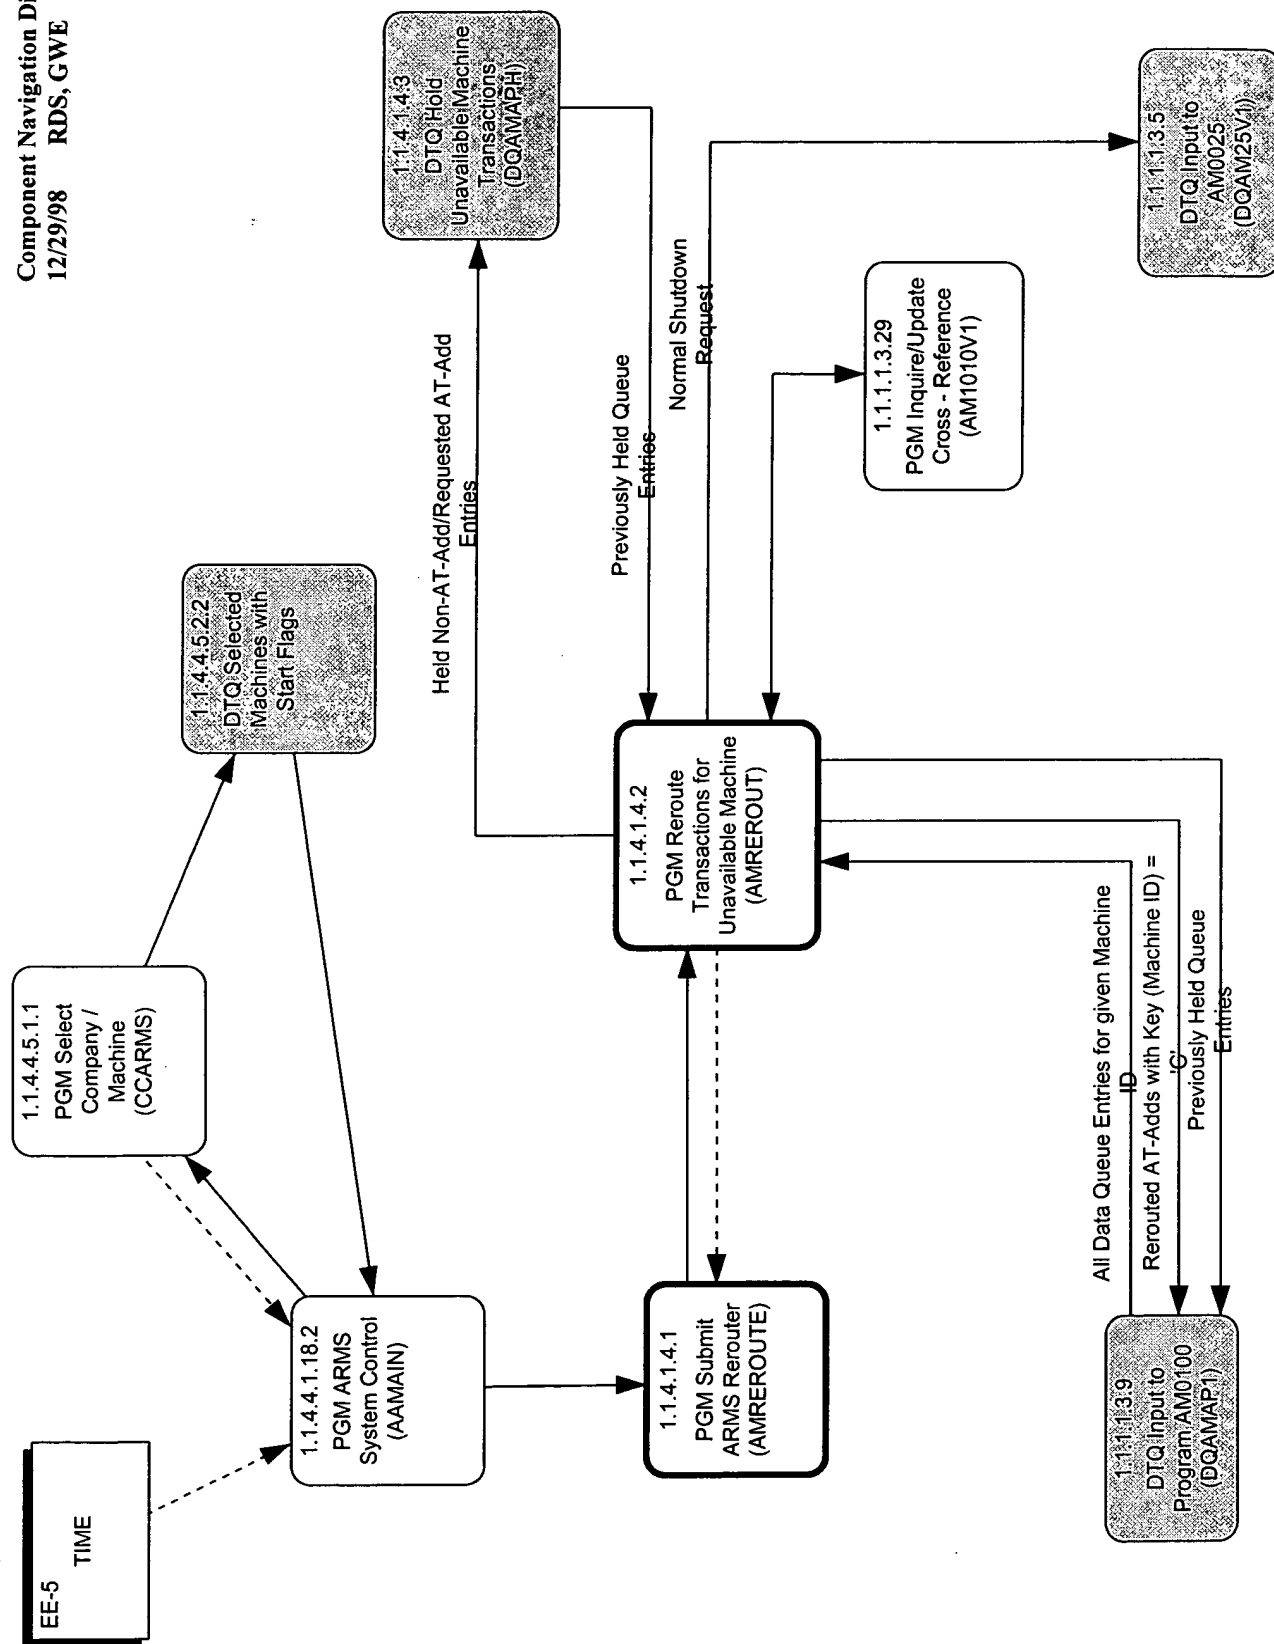 Component Navigation Di
12/29/98 RDS, GWE
EE-5
TIME
1.1.4.4.5.1.1
PGM Select
Company /
Machine
(CCARMS)
1.1.4.4.5.2.2
DTQ Selected
Machines with
Start Flags
1.1.4.4.1.18.2
PGM ARMS
System Control
(AAMAIN)
1.1.4.1.4.3
DTQ Hold
Unavailable Machine
Transactions
(DQAMAPH)
Held Non-AT-Add/Requested AT-Add
Entries
Previously Held Queue
Entries
Normal Shutdown
Request
1.1.4.1.4.1
PGM Submit
ARMS Rerouter
(AMREROUTE)
1.1.4.1.4.2
PGM Reroute
Transactions for
Unavailable Machine
(AMREROUT)
1.1.1.1.3.29
PGM Inquire/Update
Cross - Reference
(AM1010V1)
1.1.1.1.3.5
DTQ Input to
AM0025
(DQAM25V1)
All Data Queue Entries for given Machine
ID
Rerouted AT-Adds with Key (Machine ID) =
'C'
Previously Held Queue
Entries
1.1.1.1.3.9
DTQ Input to
Program AM0100
(DQAMAP1)